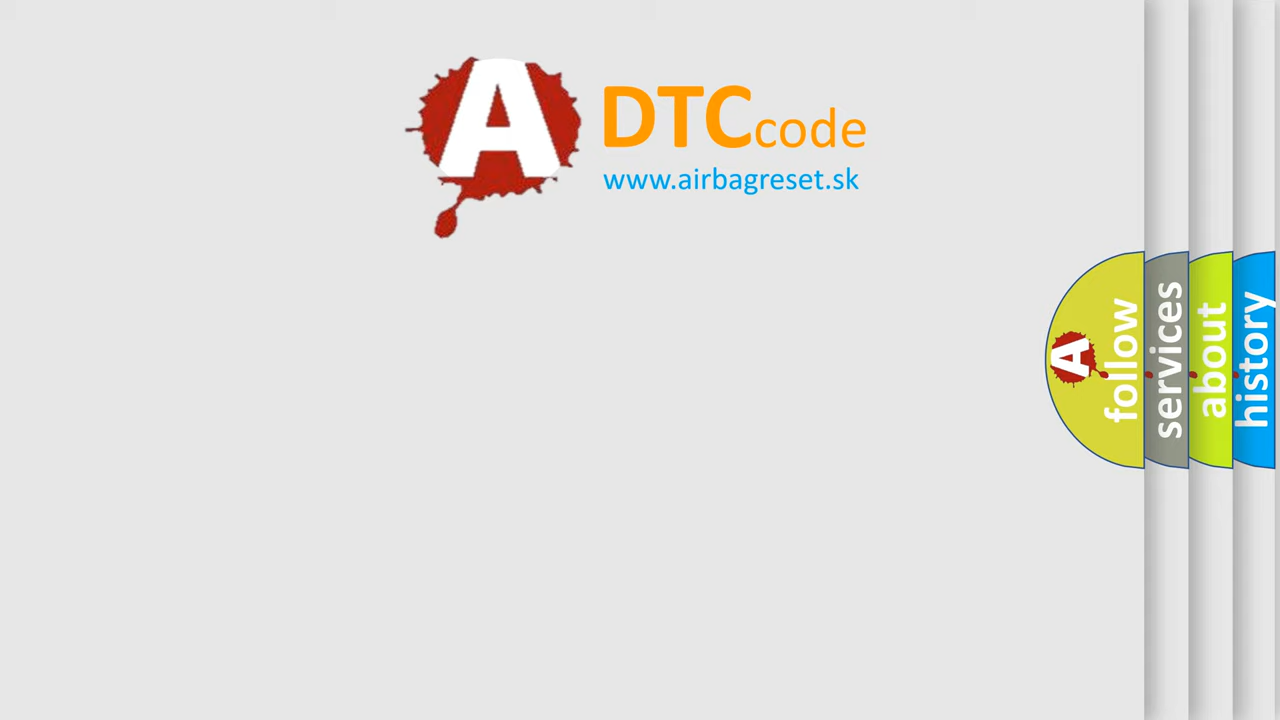 A
DTCcode
www.airbagreset.sk
A
follow
services
about
history